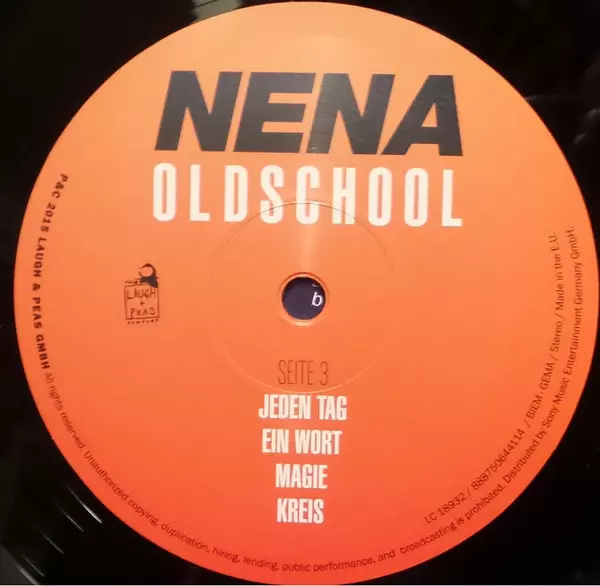 NENA
OLDSCHOOL
LAUGH
+
PEAS
COMPANY
b
SEITE 3
JEDEN TAG
EIN WORT
MAGIE
KREIS
P&C 2015 LAUGH & PEAS GMBH All rights reserved. Unauthorized copying, duplication, hiring, lending, public performance, and broadcasting is prohibited. Distributed by Sony Music Entertainment Germany GmbH.
LC 18932 / 888750644114 / BIEM - GEMA / Stereo / Made in the E.U.